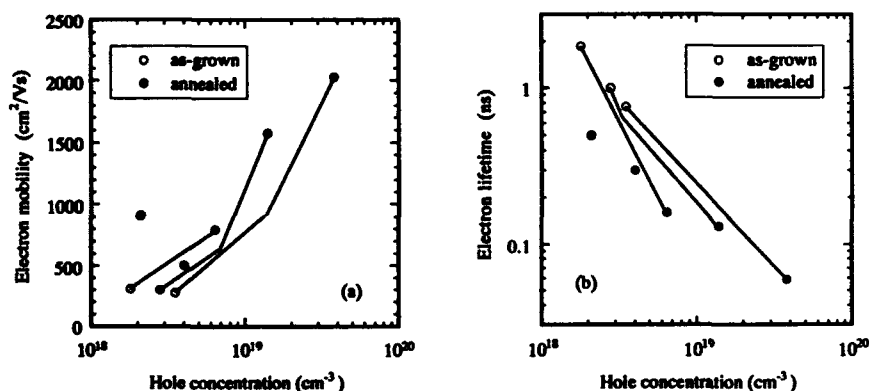 2500
2000
1500
1000
500
0
Electron mobility (cm²/Vs)
as-grown
annealed
(a)
10¹⁸
10¹⁹
10²⁰
Hole concentration (cm⁻³)
1
0.1
Electron lifetime (ns)
as-grown
annealed
(b)
10¹⁸
10¹⁹
10²⁰
Hole concentration (cm⁻³)